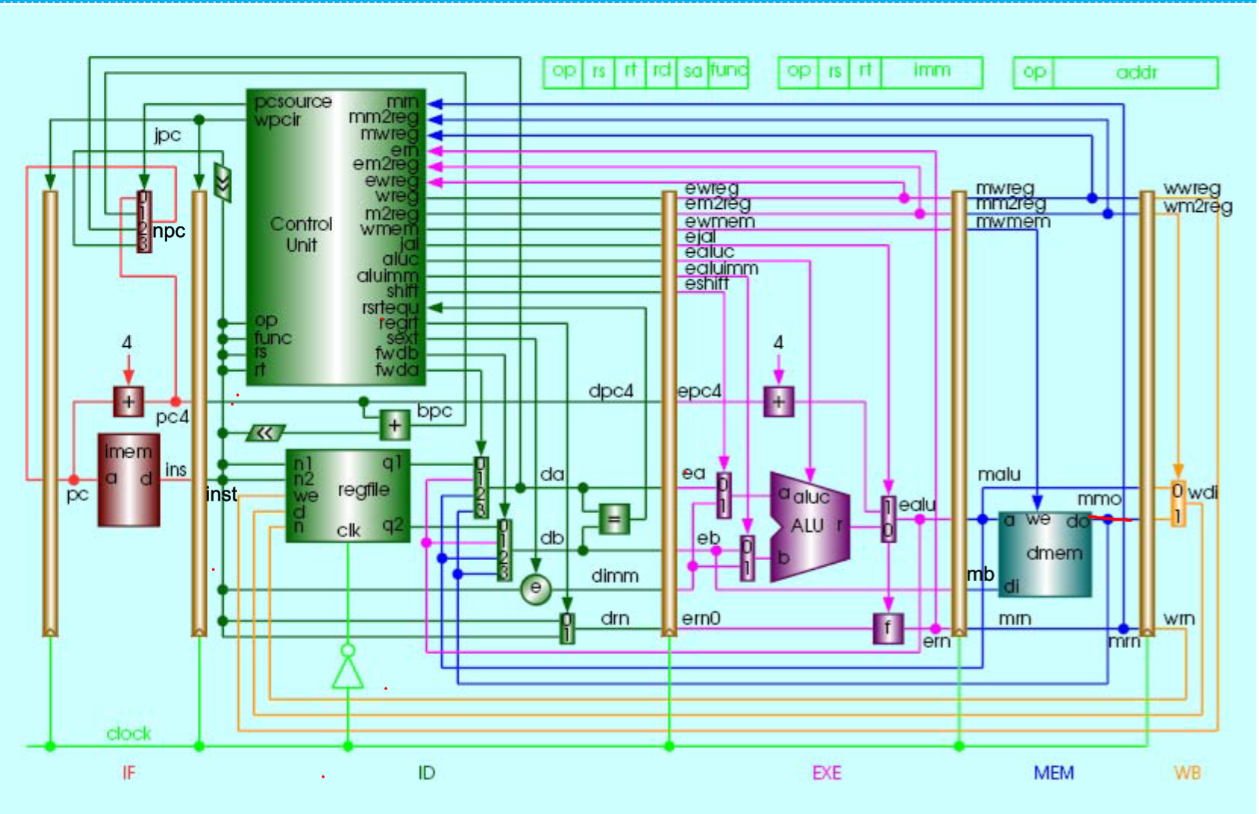 op rs rt rd sa func
op rs rt imm
op addr
pcsource
wpcir
mrn
mm2reg
mwreg
ern
em2reg
ewreg
wreg
m2reg
wmem
jal
aluc
aluimm
shift
rsrtequ
regrt
sext
fwdb
fwda
Control
Unit
op
func
rs
rt
jpc
0
1
2
3
npc
4
+
pc4
imem
a d
pc
ins
inst
bpc
+
n1
n2
we
d
n
q1
q2
regfile
clk
0
1
2
3
0
1
2
3
da
db
=
e
dimm
0
1
drn
dpc4
ewreg
em2reg
ewmem
ejal
ealuc
ealuimm
eshift
epc4
4
+
ea
0
1
eb
0
1
a aluc
ALU r
b
1
0
ealu
ern0
f
ern
mwreg
mm2reg
mwmem
malu
mmo
a we do
dmem
di
mb
mrn
mrn
wwreg
wm2reg
0
1
wdi
wrn
clock
IF
ID
EXE
MEM
WB